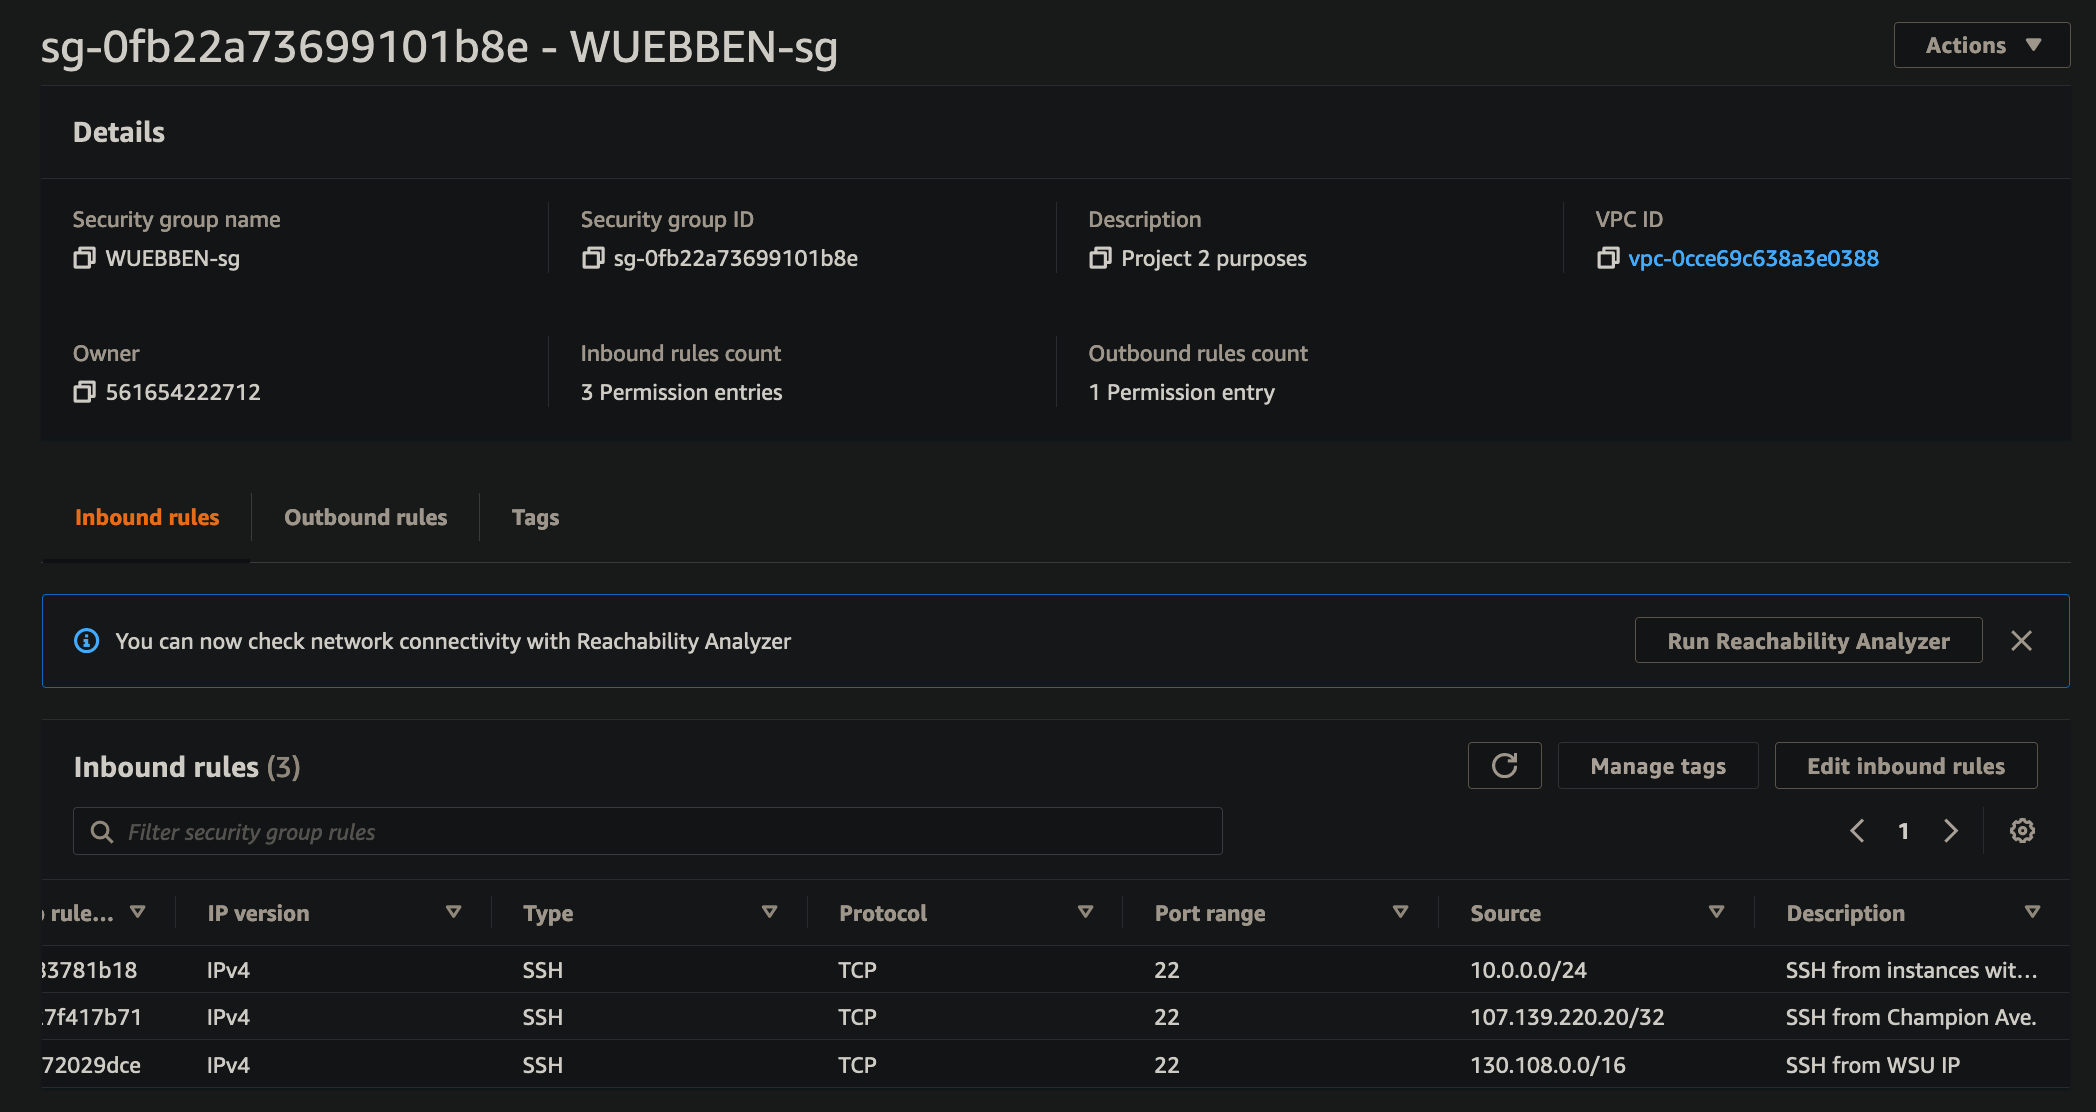 sg-0fb22a73699101b8e - WUEBBEN-sg
Actions
Details
Security group name
WUEBBEN-sg
Security group ID
sg-0fb22a73699101b8e
Description
Project 2 purposes
VPC ID
vpc-0cce69c638a3e0388
Owner
561654222712
Inbound rules count
3 Permission entries
Outbound rules count
1 Permission entry
Inbound rules
Outbound rules
Tags
You can now check network connectivity with Reachability Analyzer
Run Reachability Analyzer
Inbound rules (3)
Manage tags
Edit inbound rules
Filter security group rules
1
rule... IP version Type Protocol Port range Source Description
83781b18 IPv4 SSH TCP 22 10.0.0.0/24 SSH from instances wit...
7f417b71 IPv4 SSH TCP 22 107.139.220.20/32 SSH from Champion Ave.
72029dce IPv4 SSH TCP 22 130.108.0.0/16 SSH from WSU IP